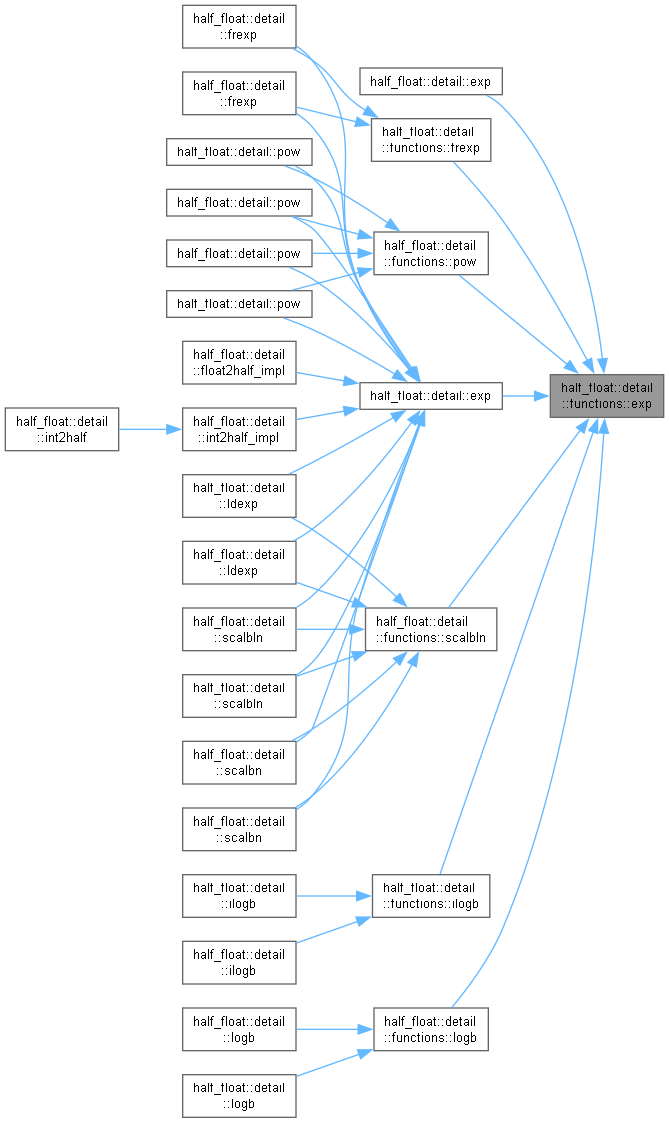 half_float::detail
::frexp
half_float::detail
::frexp
half_float::detail::pow
half_float::detail::pow
half_float::detail::pow
half_float::detail::pow
half_float::detail
::float2half_impl
half_float::detail
::int2half
half_float::detail
::int2half_impl
half_float::detail
::ldexp
half_float::detail
::ldexp
half_float::detail
::scalbln
half_float::detail
::scalbln
half_float::detail
::scalbn
half_float::detail
::scalbn
half_float::detail
::ilogb
half_float::detail
::ilogb
half_float::detail
::logb
half_float::detail
::logb
half_float::detail::exp
half_float::detail
::functions::frexp
half_float::detail
::functions::pow
half_float::detail::exp
half_float::detail
::functions::scalbln
half_float::detail
::functions::ilogb
half_float::detail
::functions::logb
half_float::detail
::functions::exp